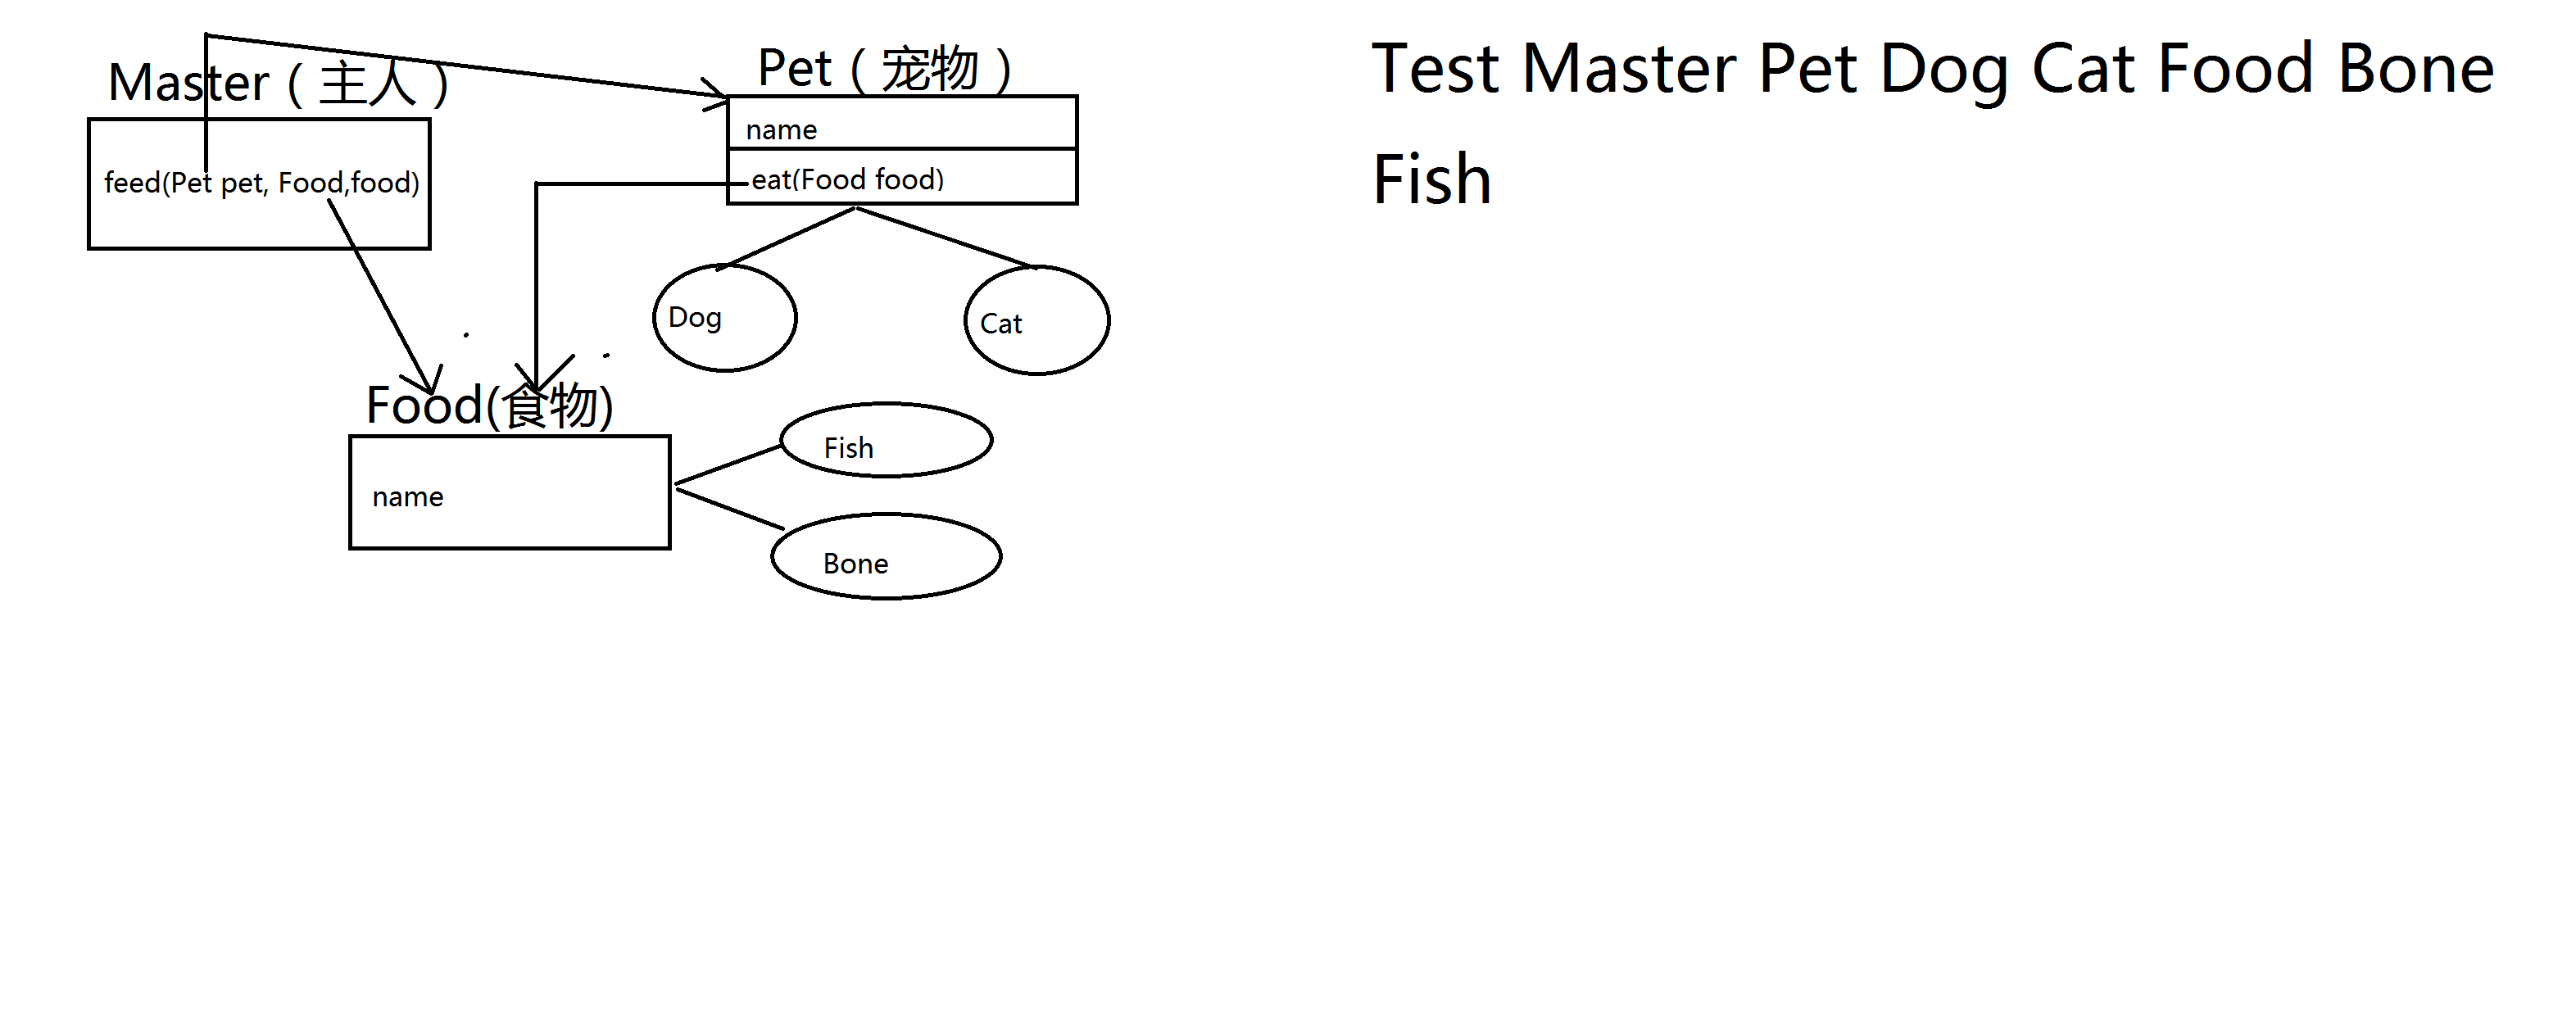 Master（主人）
feed(Pet pet, Food,food)
Pet（宠物）
name
eat(Food food)
Dog
Cat
Food(食物)
name
Fish
Bone
Test Master Pet Dog Cat Food Bone
Fish